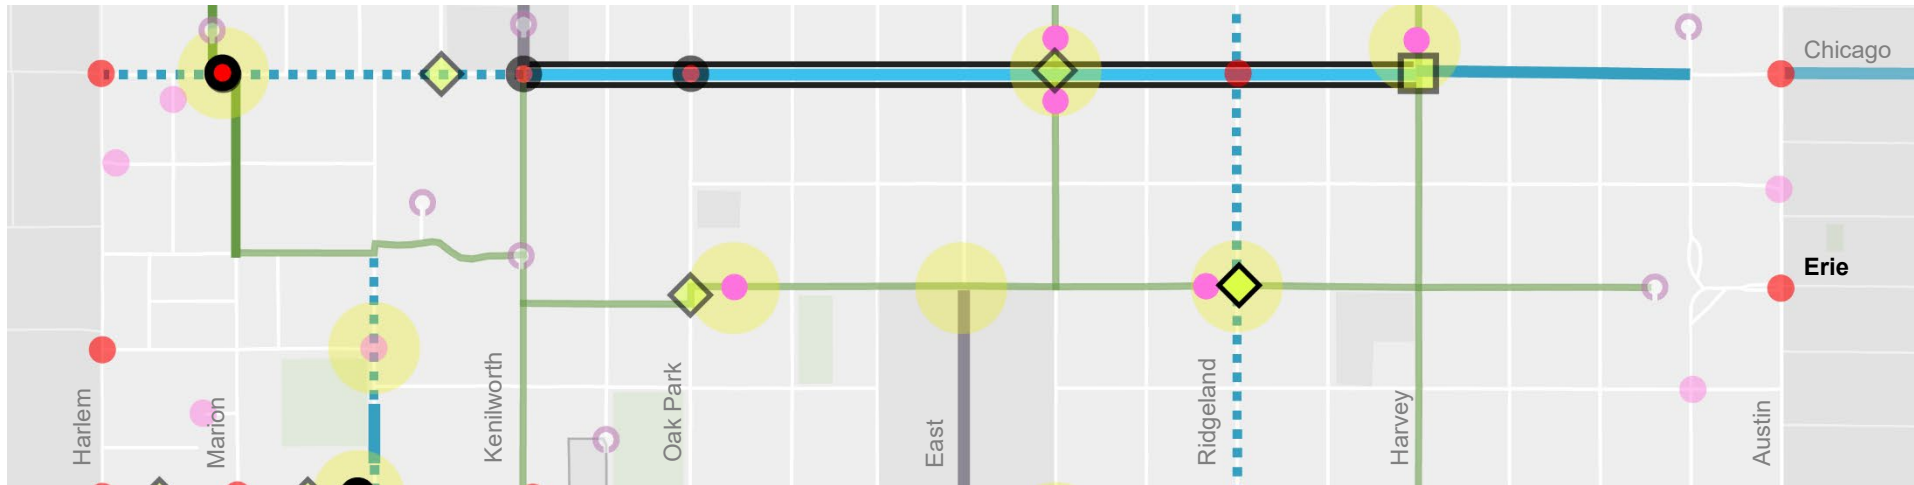 Chicago
Erie
Harlem
Marion
Kenilworth
Oak Park
East
Ridgeland
Harvey
Austin